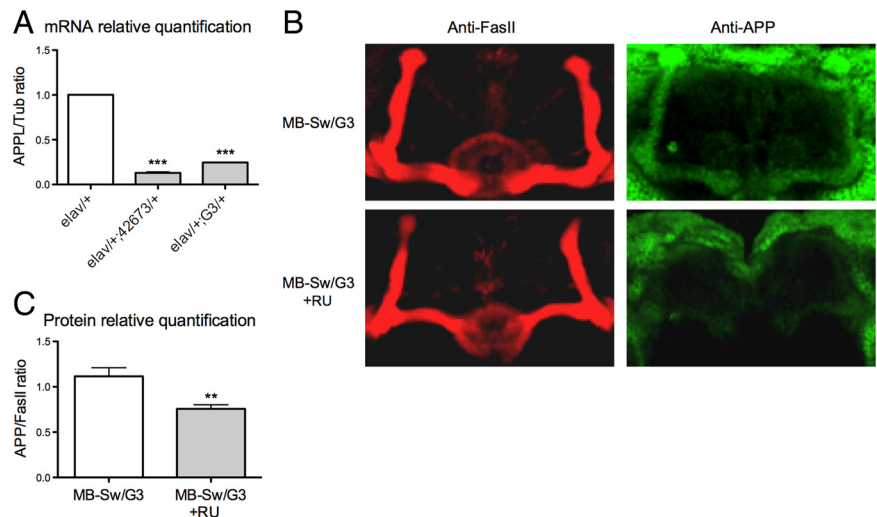 A
mRNA relative quantification
APPL/Tub ratio
1.5
1.0
0.5
0.0
***
***
elav/+
elav/+;42673/+
elav/+;G3/+
B
Anti-FasII
Anti-APP
MB-Sw/G3
MB-Sw/G3
+RU
C
Protein relative quantification
APP/FasII ratio
1.5
1.0
0.5
0.0
**
MB-Sw/G3
MB-Sw/G3
+RU